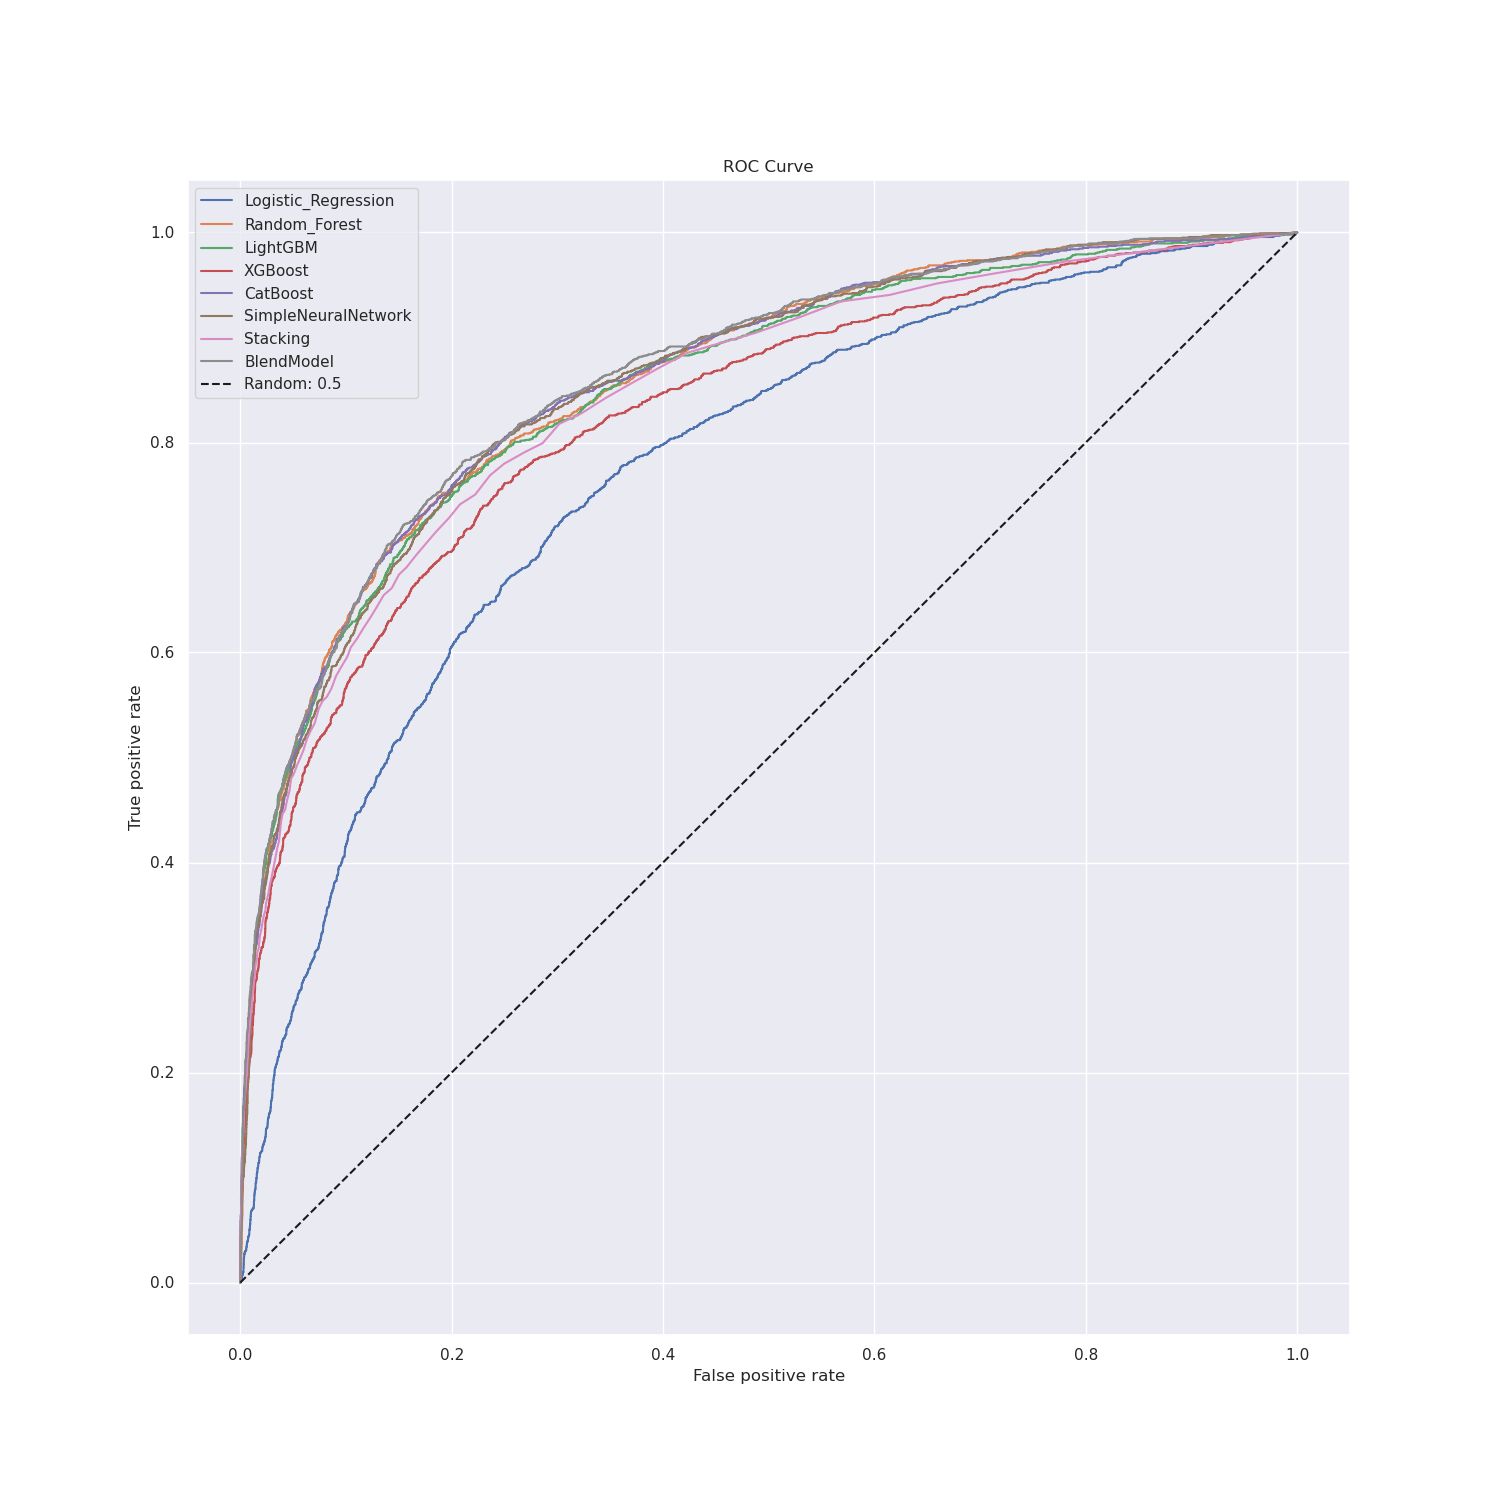 ROC Curve
Logistic_Regression
Random_Forest
LightGBM
XGBoost
CatBoost
SimpleNeuralNetwork
Stacking
BlendModel
Random: 0.5
1.0
0.8
0.6
0.4
0.2
0.0
True positive rate
0.0 0.2 0.4 0.6 0.8 1.0
False positive rate